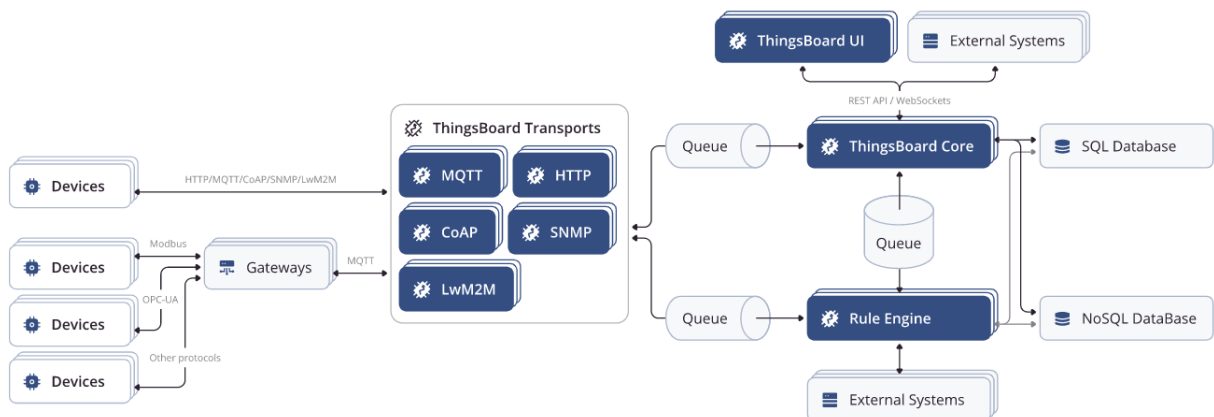 ThingsBoard UI
External Systems
REST API / WebSockets
ThingsBoard Transports
MQTT
HTTP
CoAP
SNMP
LwM2M
Queue
ThingsBoard Core
SQL Database
Devices
HTTP/MQTT/CoAP/SNMP/LwM2M
Devices
Modbus
Gateways
MQTT
OPC-UA
Devices
Other protocols
Devices
Queue
Queue
Rule Engine
NoSQL DataBase
External Systems